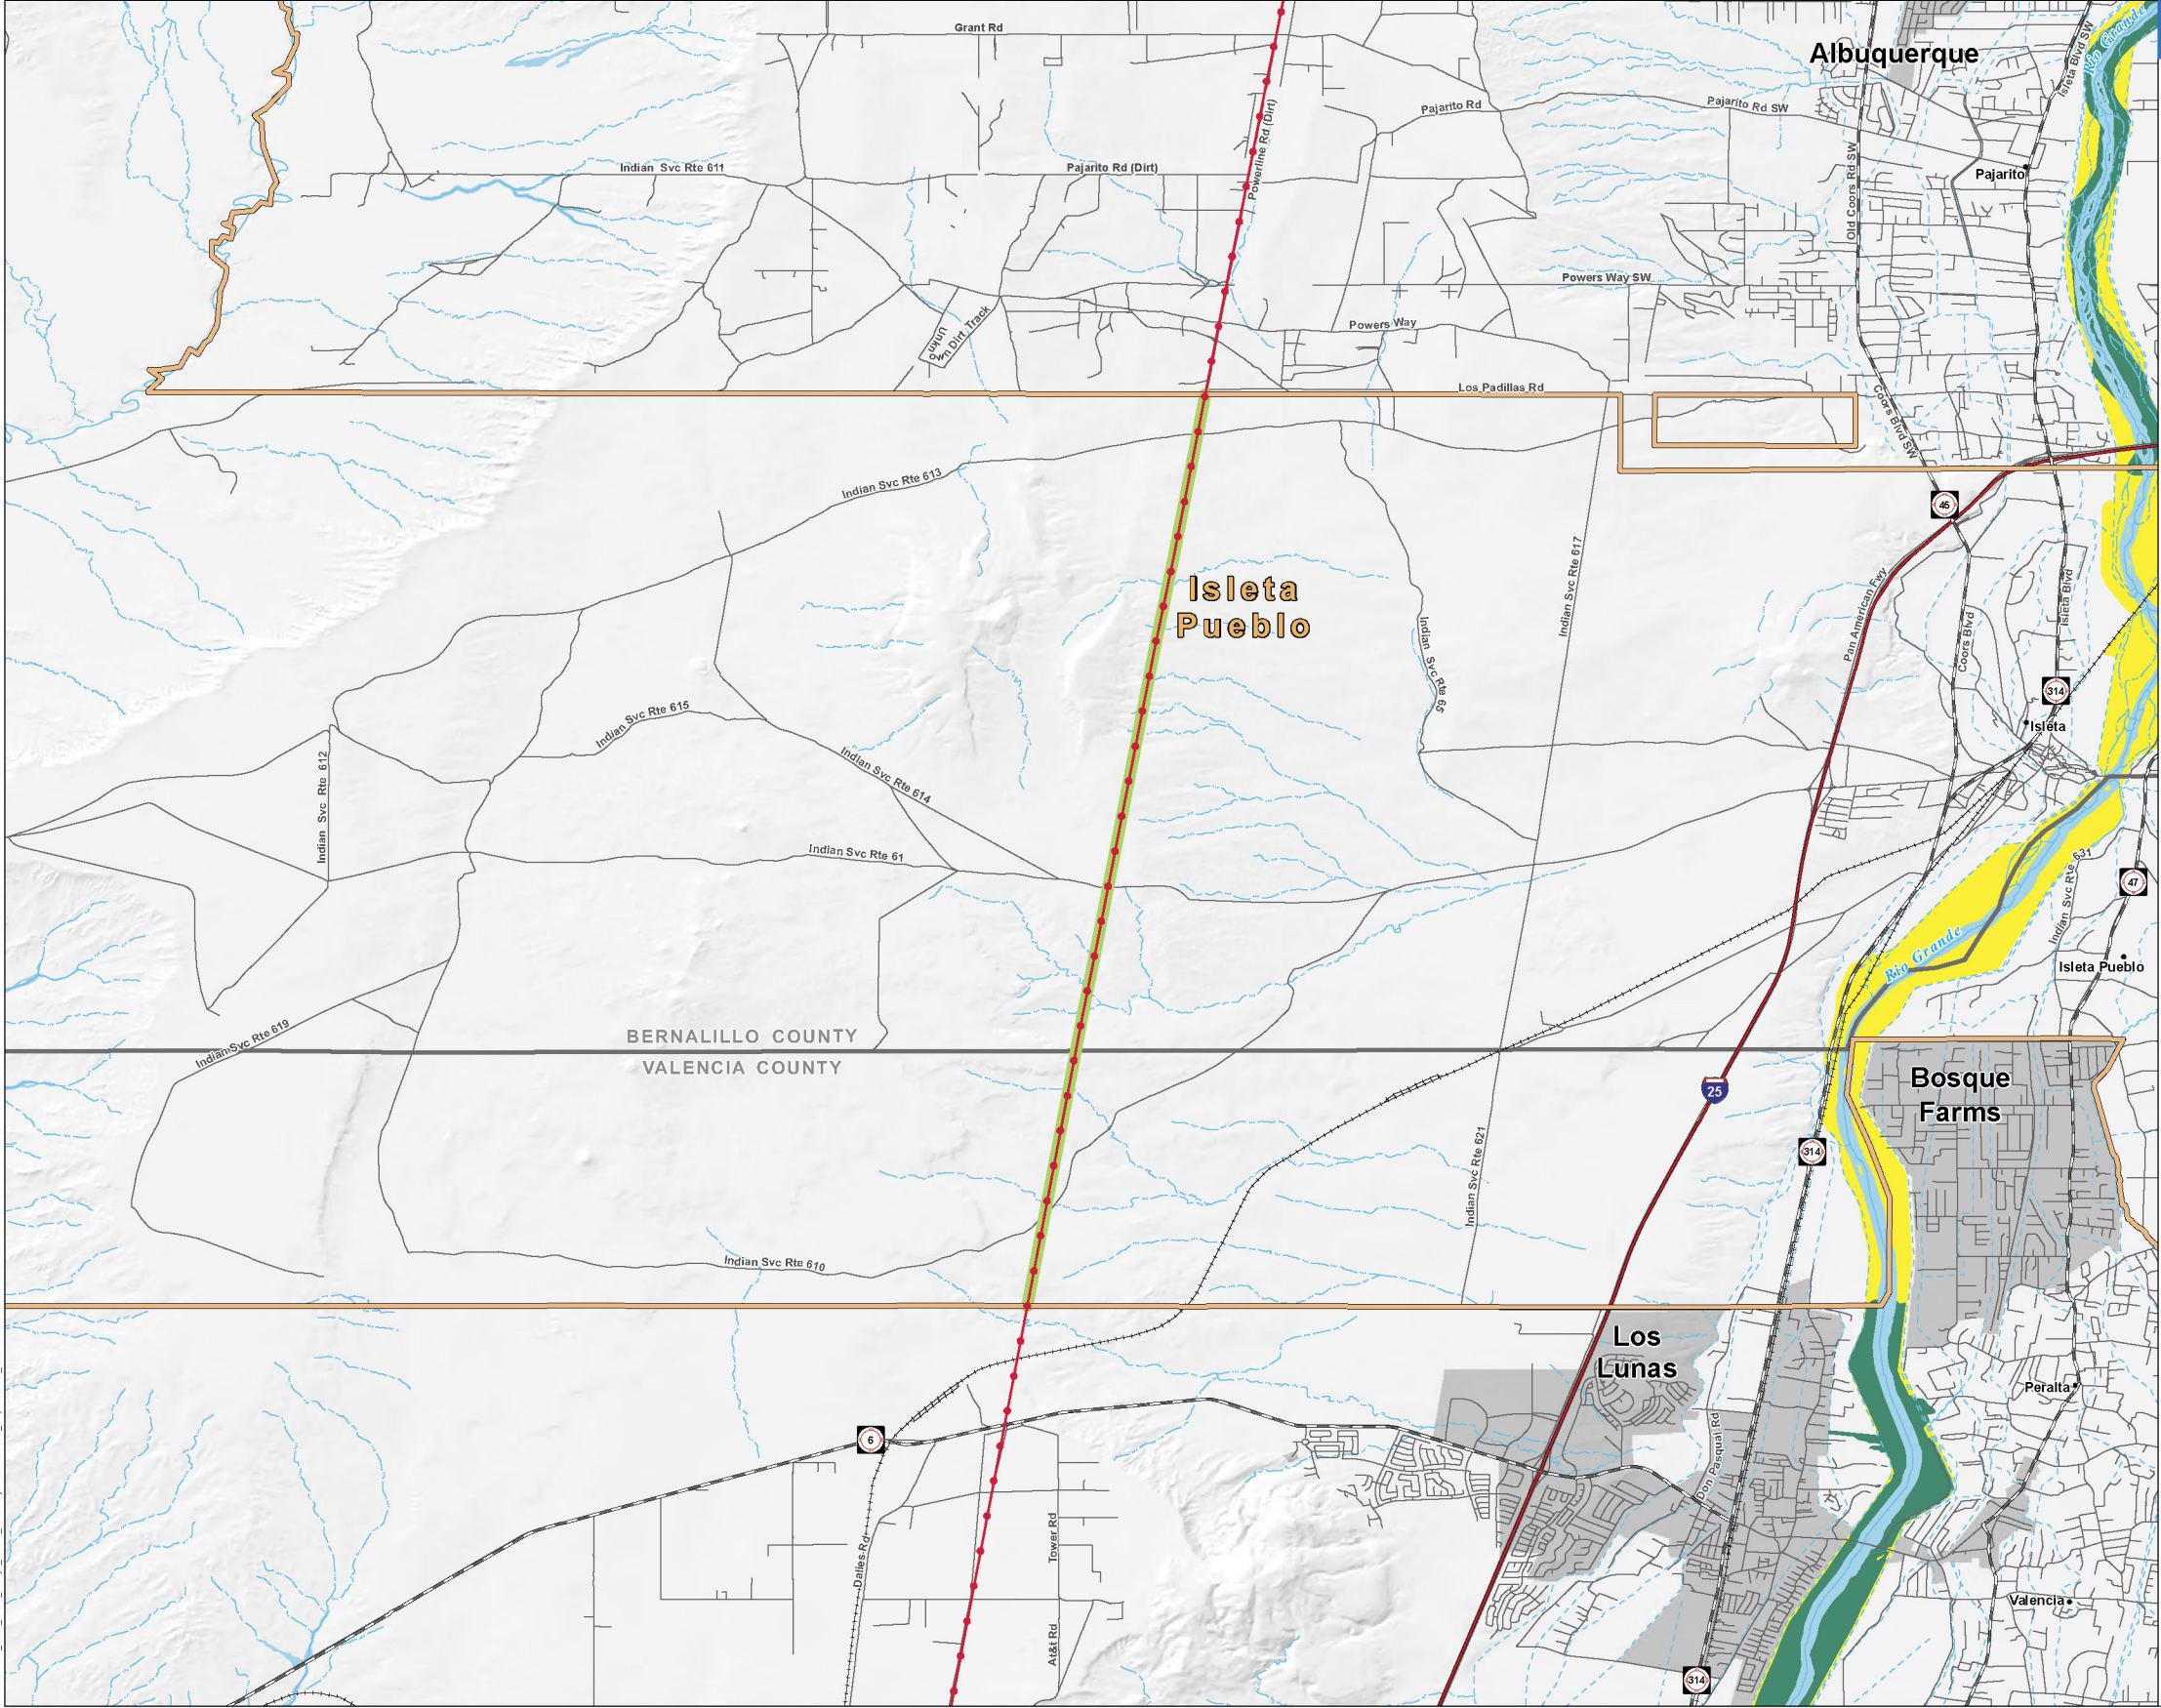 Grant Rd
Albuquerque
Isleta Blvd SW
Rio Grande
Powerline Rd (Dirt)
Pajarito Rd
Pajarito Rd SW
Indian Svc Rte 611
Pajarito Rd (Dirt)
Pajarito
Old Coors Rd SW
Powers Way SW
Unkno
wn Dirt Track
Powers Way
Los Padillas Rd
Coors Blvd SW
Indian Svc Rte 613
45
Isleta
Pueblo
Indian Svc Rte 617
Pan American Fwy
Coors Blvd
Isleta Blvd
Indian Svc Rte 65
314
Isleta
Indian Svc Rte 615
Indian Svc Rte 612
Indian Svc Rte 614
Indian Svc Rte 61
Indian Svc Rte 631
47
Rio Grande
Isleta Pueblo
Indian Svc Rte 619
BERNALILLO COUNTY
VALENCIA COUNTY
25
Bosque
Farms
314
Indian Svc Rte 621
Indian Svc Rte 610
Los
Lunas
Peralta
6
Don Pasqual Rd
Dalies Rd
Tower Rd
At&t Rd
Valencia
314